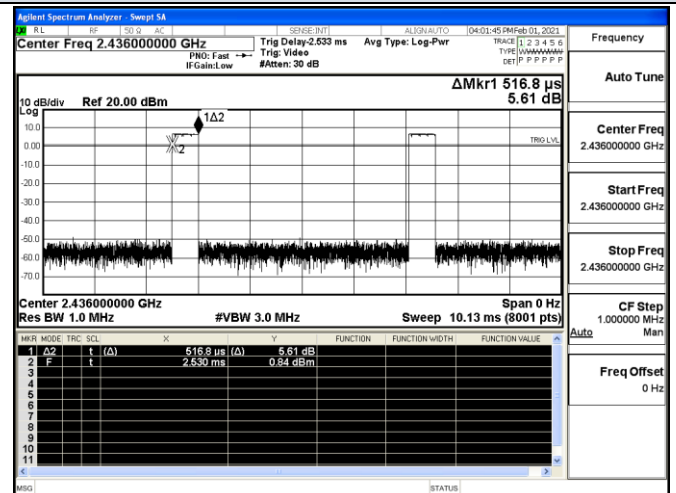 Agilent Spectrum Analyzer - Swept SA
RL RF 50 Ω AC SENSE:INT ALIGNAUTO 04:01:45 PM Feb 01, 2021
Center Freq 2.436000000 GHz
PNO: Fast
IFGain:Low
Trig Delay-2.533 ms
Trig: Video
#Atten: 30 dB
Avg Type: Log-Pwr
TRACE 1 2 3 4 5 6
TYPE WWWWWW
DET P P P P P P
ΔMkr1 516.8 µs
5.61 dB
10 dB/div Ref 20.00 dBm
Log
10.0
0.00
-10.0
-20.0
-30.0
-40.0
-50.0
-60.0
-70.0
1Δ2
2
TRIG LVL
Center 2.436000000 GHz Span 0 Hz
Res BW 1.0 MHz #VBW 3.0 MHz Sweep 10.13 ms (8001 pts)
MKR MODE TRC SCL X Y FUNCTION FUNCTION WIDTH FUNCTION VALUE
1 Δ2 t (Δ) 516.8 µs (Δ) 5.61 dB
2 F t 2.530 ms 0.84 dBm
3
4
5
6
7
8
9
10
11
MSG STATUS
Frequency
Auto Tune
Center Freq
2.436000000 GHz
Start Freq
2.436000000 GHz
Stop Freq
2.436000000 GHz
CF Step
1.000000 MHz
Auto Man
Freq Offset
0 Hz